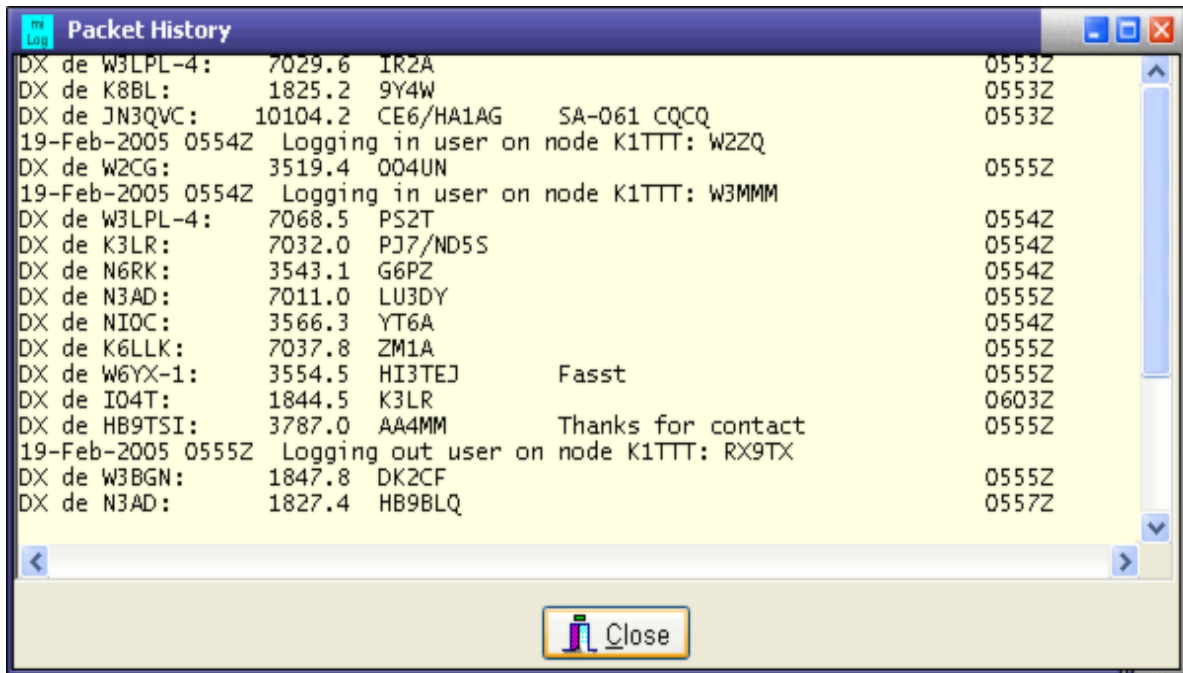 mi Log Packet History
DX de W3LPL-4: 7029.6 IR2A 0553Z
DX de K8BL: 1825.2 9Y4W 0553Z
DX de JN3QVC: 10104.2 CE6/HA1AG SA-061 CQCQ 0553Z
19-Feb-2005 0554Z Logging in user on node K1TTT: W2ZQ
DX de W2CG: 3519.4 OO4UN 0555Z
19-Feb-2005 0554Z Logging in user on node K1TTT: W3MMM
DX de W3LPL-4: 7068.5 PS2T 0554Z
DX de K3LR: 7032.0 PJ7/ND5S 0554Z
DX de N6RK: 3543.1 G6PZ 0554Z
DX de N3AD: 7011.0 LU3DY 0555Z
DX de NI0C: 3566.3 YT6A 0554Z
DX de K6LLK: 7037.8 ZM1A 0555Z
DX de W6YX-1: 3554.5 HI3TEJ Fasst 0555Z
DX de IO4T: 1844.5 K3LR 0603Z
DX de HB9TSI: 3787.0 AA4MM Thanks for contact 0555Z
19-Feb-2005 0555Z Logging out user on node K1TTT: RX9TX
DX de W3BGN: 1847.8 DK2CF 0555Z
DX de N3AD: 1827.4 HB9BLQ 0557Z
Close